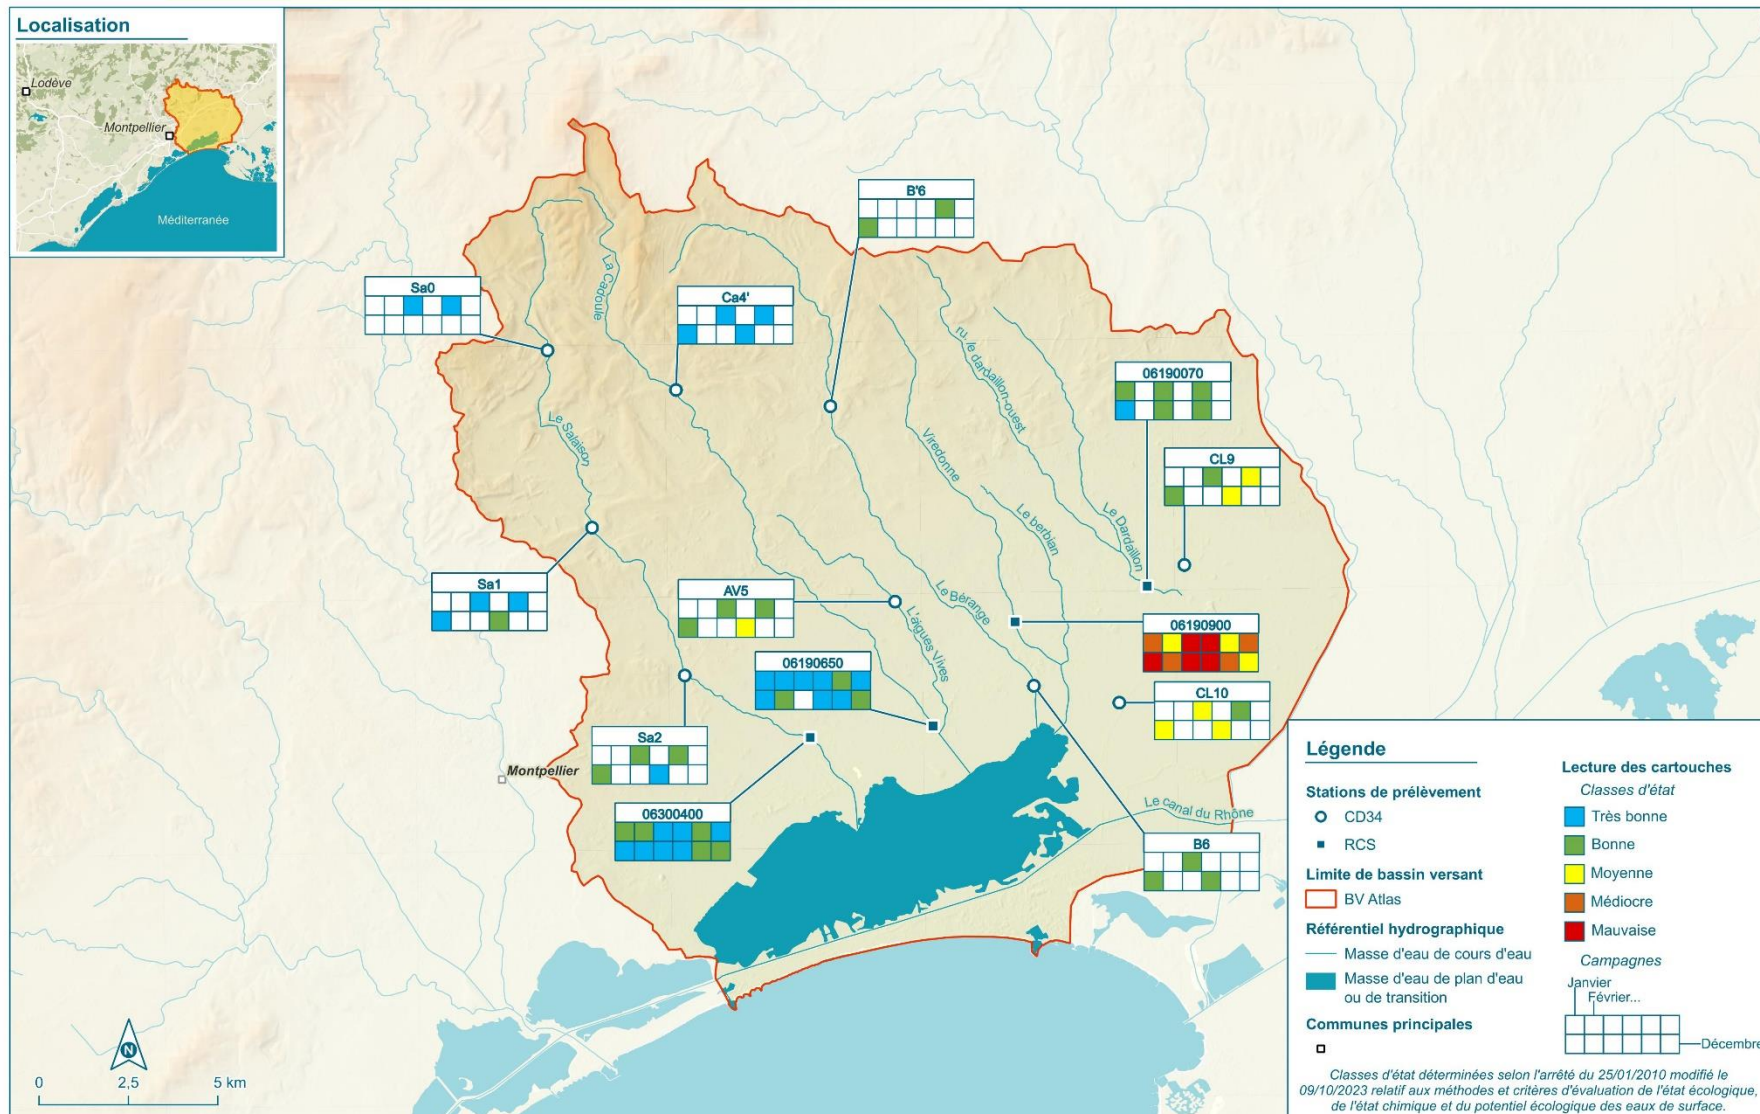 Localisation
Lodève
Montpellier
Méditerranée
B'6
Sa0
Ca4'
La Cadoule
ru. le dardaillon-ouest
06190070
Le Salaison
Viredonne
CL9
Le berbian
Le Dardaillon
Sa1
AV5
Le Bérange
L'aigues Vives
06190900
06190650
CL10
Sa2
Montpellier
06300400
Le canal du Rhône
B6
N
0 2,5 5 km
Légende
Stations de prélèvement
CD34
RCS
Limite de bassin versant
BV Atlas
Référentiel hydrographique
Masse d'eau de cours d'eau
Masse d'eau de plan d'eau
ou de transition
Communes principales
Lecture des cartouches
Classes d'état
Très bonne
Bonne
Moyenne
Médiocre
Mauvaise
Campagnes
Janvier
Février...
Décembre
Classes d'état déterminées selon l'arrêté du 25/01/2010 modifié le
09/10/2023 relatif aux méthodes et critères d'évaluation de l'état écologique,
de l'état chimique et du potentiel écologique des eaux de surface.